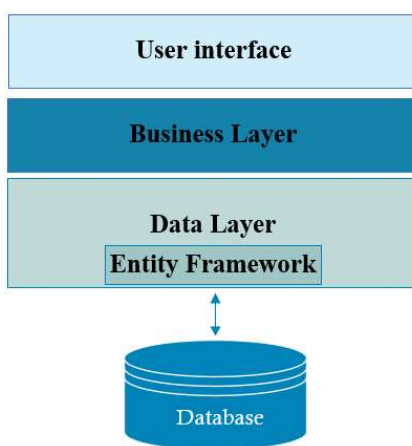 User interface
Business Layer
Data Layer
Entity Framework
Database